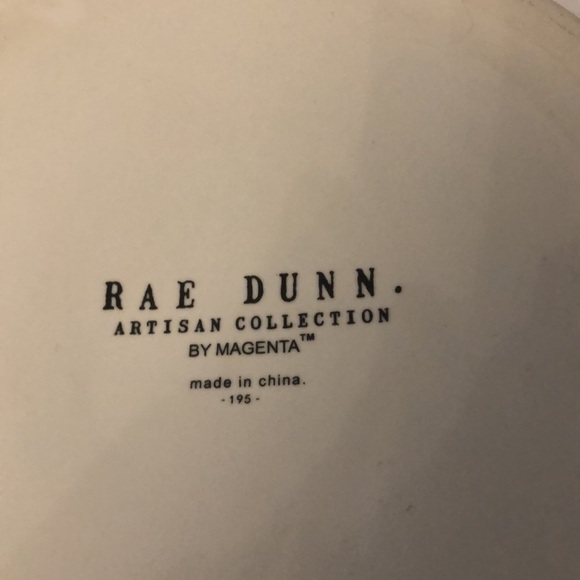 RAE DUNN.
ARTISAN COLLECTION
BY MAGENTA™
made in china.
- 195 -